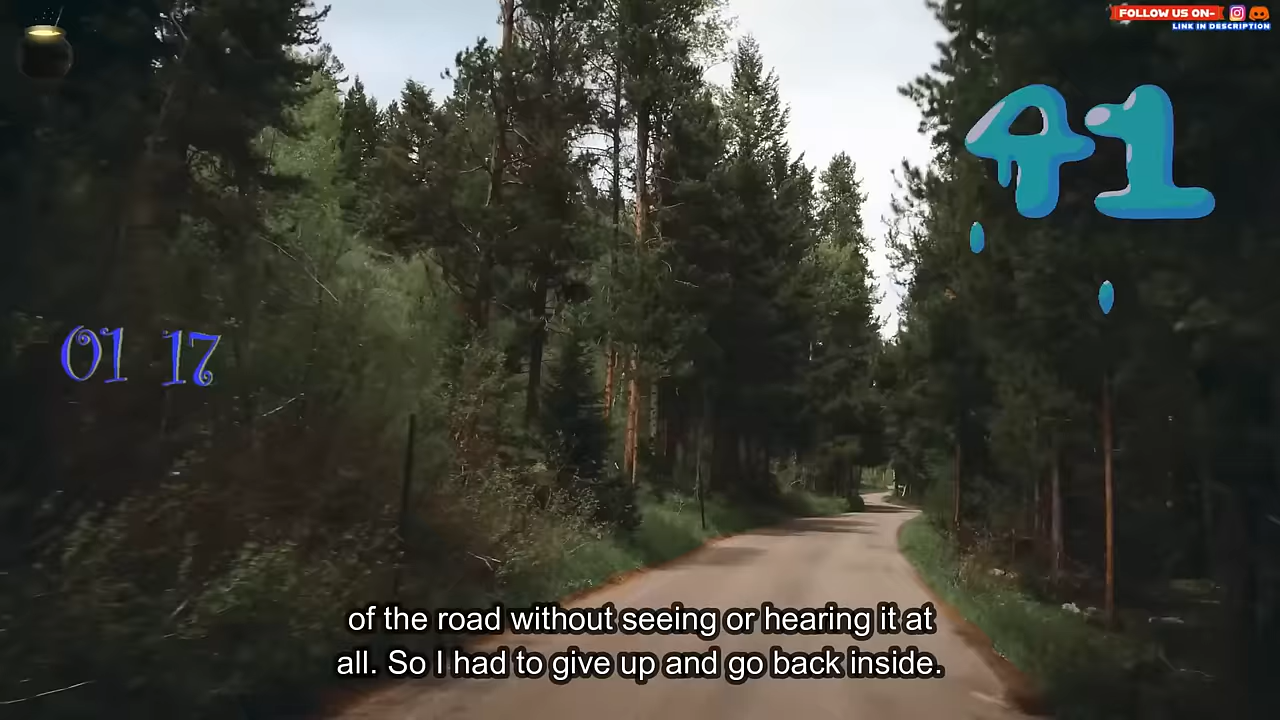 FOLLOW US ON-
LINK IN DESCRIPTION
41
01 17
of the road without seeing or hearing it at
all. So I had to give up and go back inside.